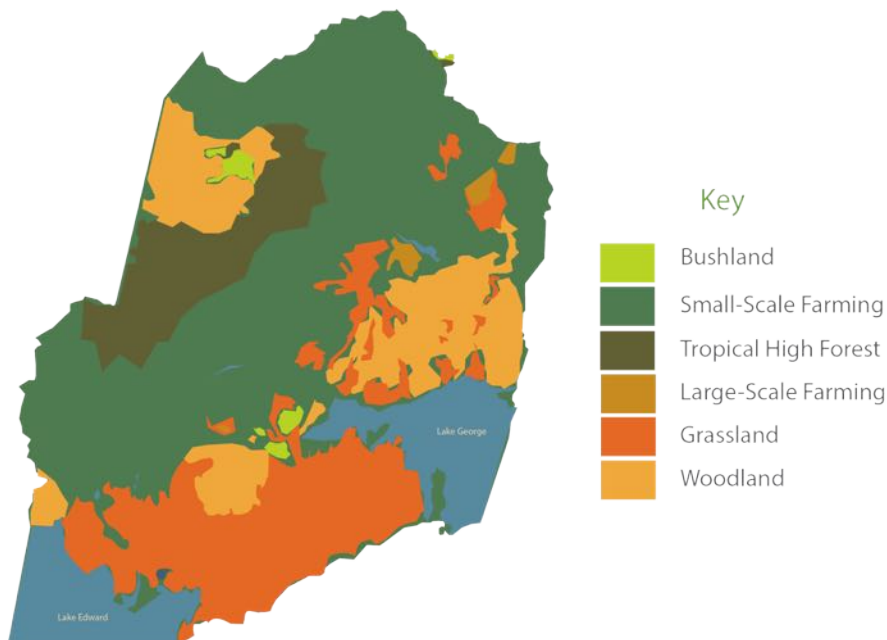 Key
Bushland
Small-Scale Farming
Tropical High Forest
Large-Scale Farming
Grassland
Woodland
Lake George
Lake Edward